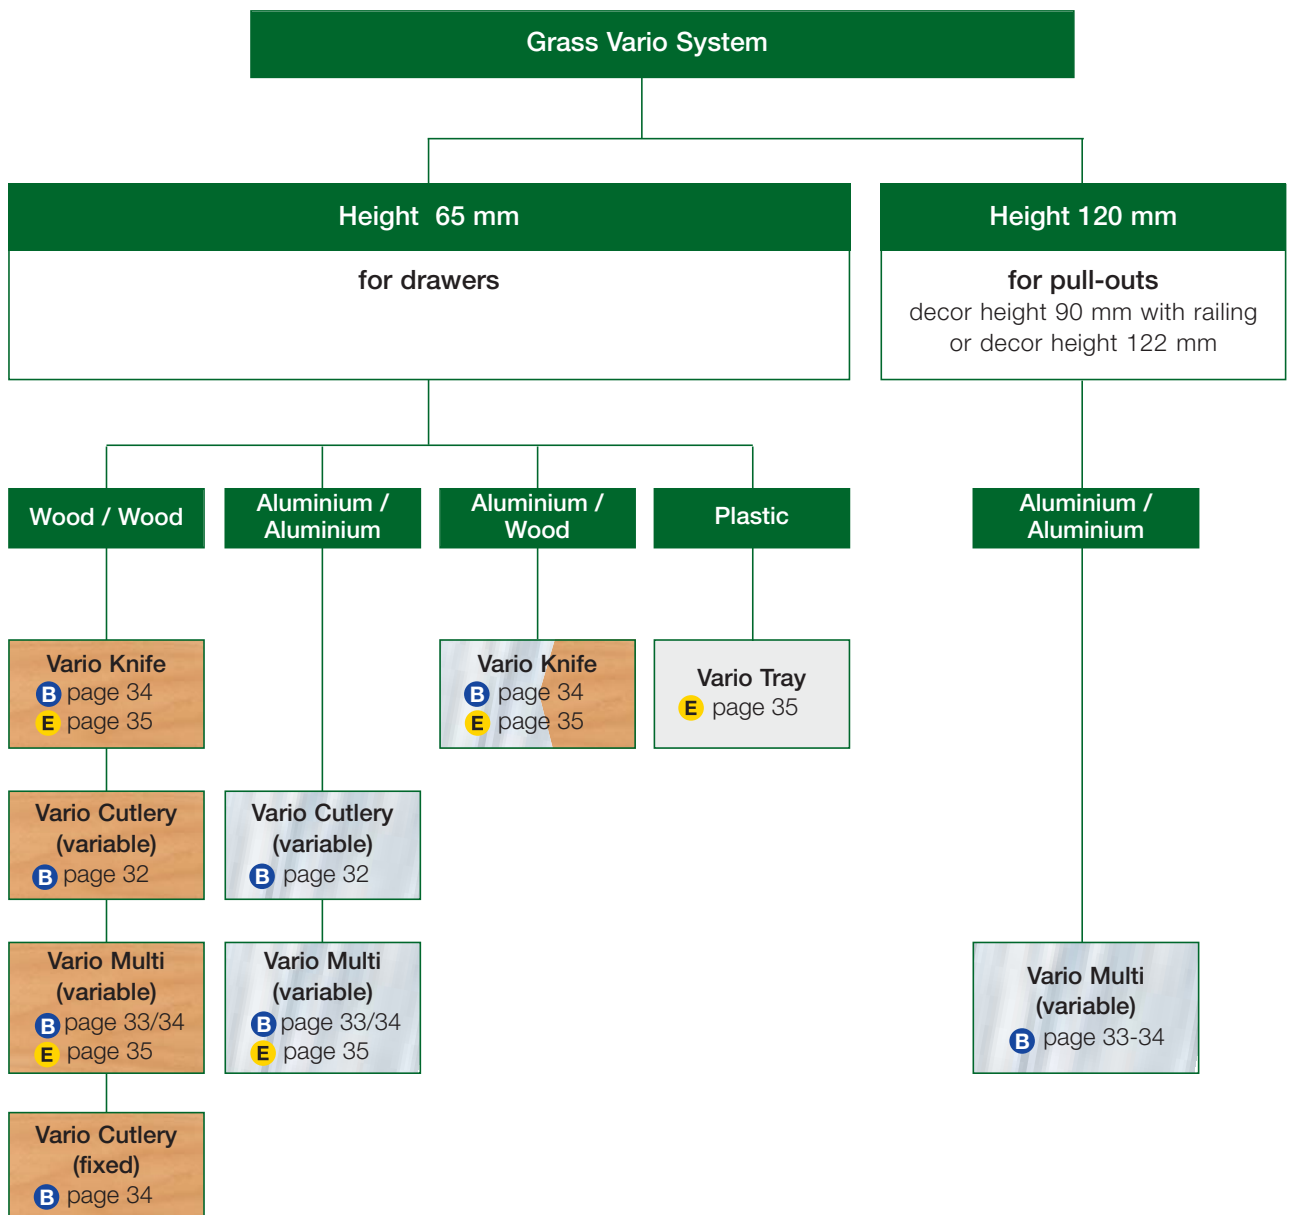 Grass Vario System
Height 65 mm
for drawers
Height 120 mm
for pull-outs
decor height 90 mm with railing
or decor height 122 mm
Wood / Wood
Aluminium /
Aluminium
Aluminium /
Wood
Plastic
Aluminium /
Aluminium
Vario Knife
B page 34
E page 35
Vario Knife
B page 34
E page 35
Vario Tray
E page 35
Vario Cutlery
(variable)
B page 32
Vario Cutlery
(variable)
B page 32
Vario Multi
(variable)
B page 33/34
E page 35
Vario Multi
(variable)
B page 33/34
E page 35
Vario Multi
(variable)
B page 33-34
Vario Cutlery
(fixed)
B page 34